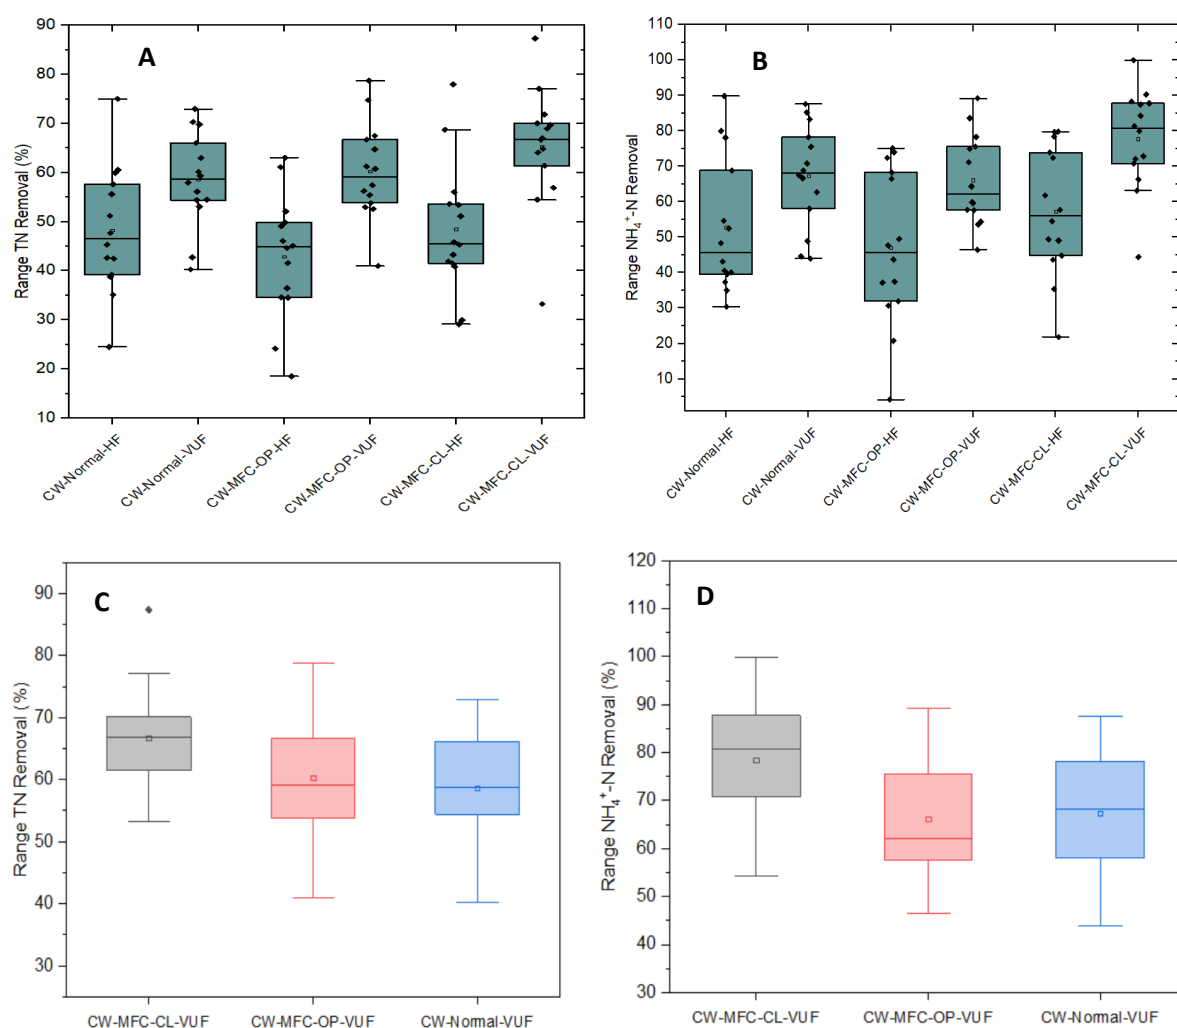 A
Range TN Removal (%)
90
80
70
60
50
40
30
20
10
CW-Normal-HF
CW-Normal-VUF
CW-MFC-OP-HF
CW-MFC-OP-VUF
CW-MFC-CL-HF
CW-MFC-CL-VUF
B
Range NH₄⁺-N Removal
110
100
90
80
70
60
50
40
30
20
10
CW-Normal-HF
CW-Normal-VUF
CW-MFC-OP-HF
CW-MFC-OP-VUF
CW-MFC-CL-HF
CW-MFC-CL-VUF
C
Range TN Removal (%)
90
80
70
60
50
40
30
CW-MFC-CL-VUF
CW-MFC-OP-VUF
CW-Normal-VUF
D
Range NH₄⁺-N Removal (%)
120
110
100
90
80
70
60
50
40
30
CW-MFC-CL-VUF
CW-MFC-OP-VUF
CW-Normal-VUF